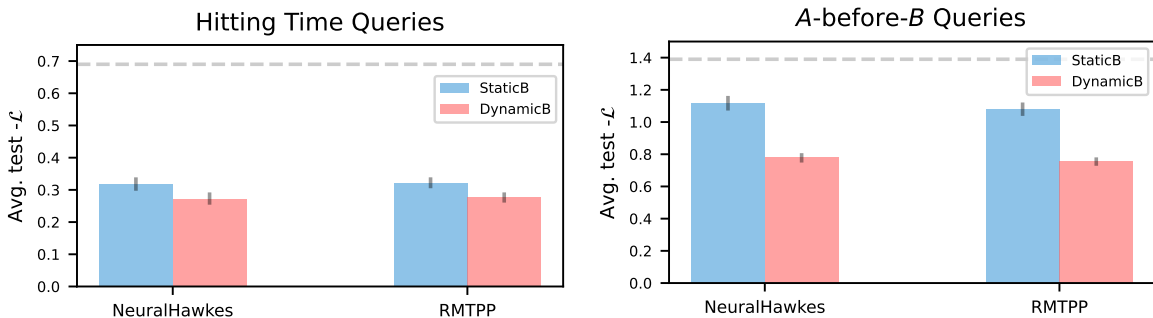 Hitting Time Queries
Avg. test -ℒ
0.7
0.6
0.5
0.4
0.3
0.2
0.1
0.0
StaticB
DynamicB
NeuralHawkes
RMTPP
A-before-B Queries
Avg. test -ℒ
1.4
1.2
1.0
0.8
0.6
0.4
0.2
0.0
StaticB
DynamicB
NeuralHawkes
RMTPP